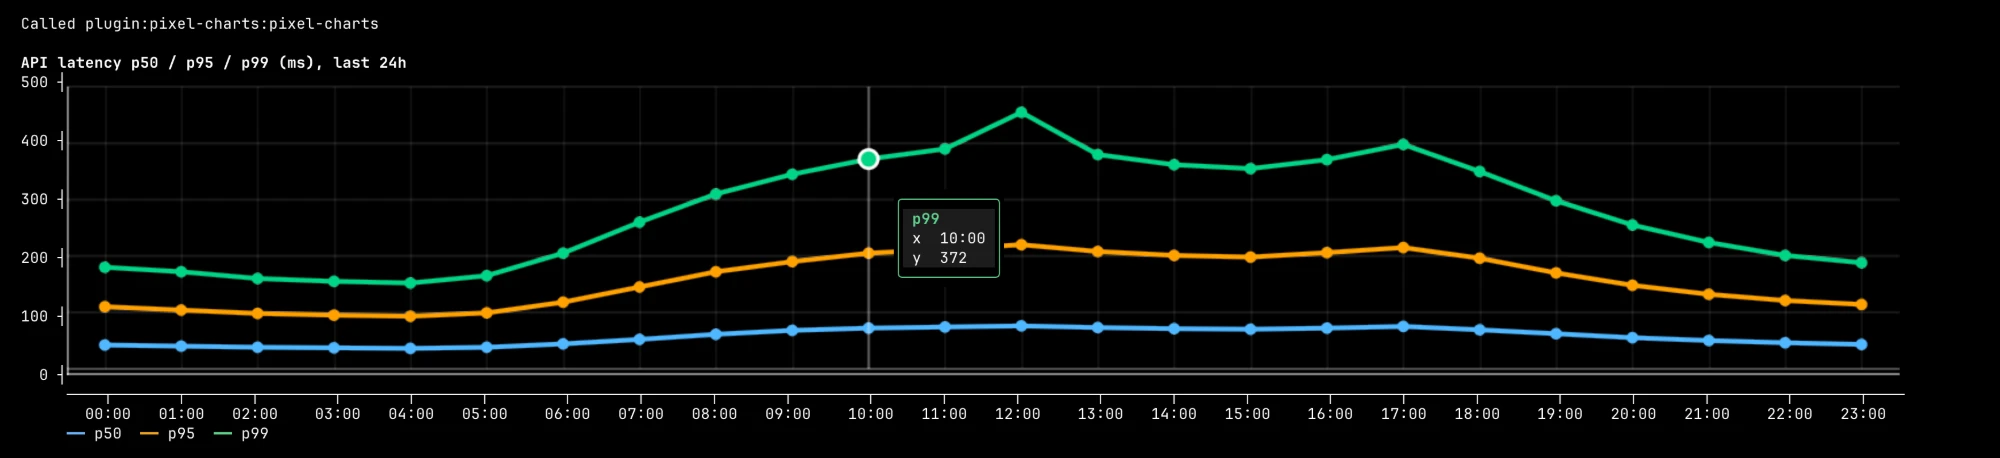 Called plugin:pixel-charts:pixel-charts
API latency p50 / p95 / p99 (ms), last 24h
500
400
300
200
100
0
p99
x 10:00
y 372
00:00 01:00 02:00 03:00 04:00 05:00 06:00 07:00 08:00 09:00 10:00 11:00 12:00 13:00 14:00 15:00 16:00 17:00 18:00 19:00 20:00 21:00 22:00 23:00
p50 p95 p99